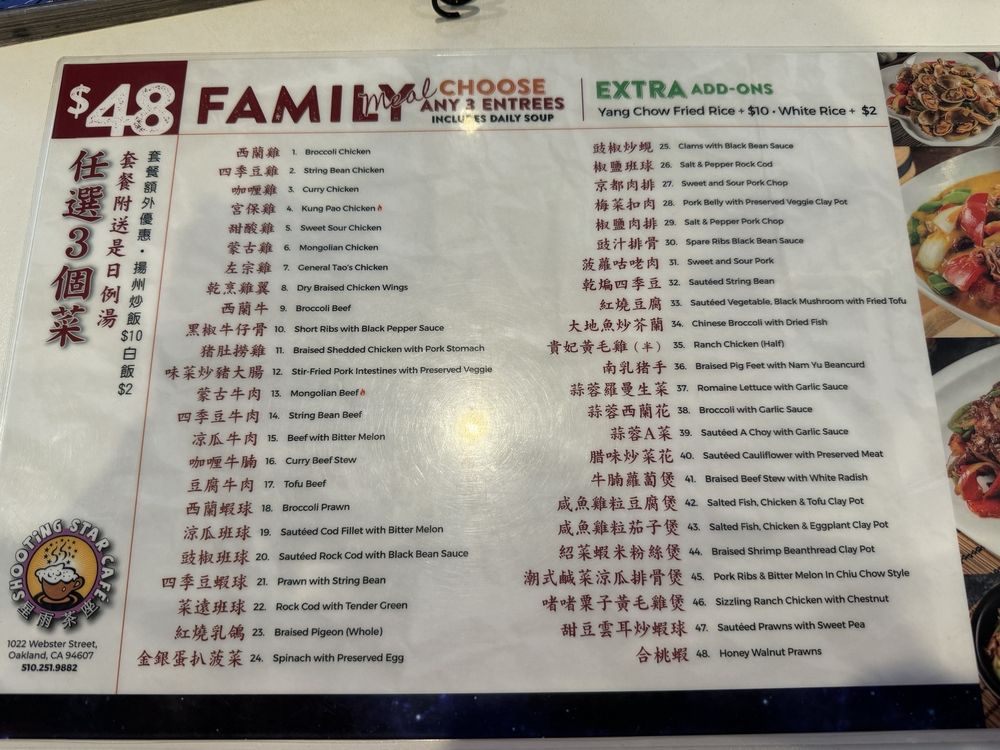 $48 FAMILY Meal CHOOSE
ANY 3 ENTREES
INCLUDES DAILY SOUP
EXTRA ADD-ONS
Yang Chow Fried Rice + $10 · White Rice + $2
任選3個菜
套餐附送是日例湯
套餐額外優惠·揚州炒飯$10白飯$2
西蘭雞 1. Broccoli Chicken
四季豆雞 2. String Bean Chicken
咖喱雞 3. Curry Chicken
宮保雞 4. Kung Pao Chicken
甜酸雞 5. Sweet Sour Chicken
蒙古雞 6. Mongolian Chicken
左宗雞 7. General Tao's Chicken
乾烹雞翼 8. Dry Braised Chicken Wings
西蘭牛 9. Broccoli Beef
黑椒牛仔骨 10. Short Ribs with Black Pepper Sauce
猪肚捞雞 11. Braised Shedded Chicken with Pork Stomach
味菜炒豬大腸 12. Stir-Fried Pork Intestines with Preserved Veggie
蒙古牛肉 13. Mongolian Beef
四季豆牛肉 14. String Bean Beef
凉瓜牛肉 15. Beef with Bitter Melon
咖喱牛腩 16. Curry Beef Stew
豆腐牛肉 17. Tofu Beef
西蘭蝦球 18. Broccoli Prawn
涼瓜班球 19. Sautéed Cod Fillet with Bitter Melon
豉椒班球 20. Sautéed Rock Cod with Black Bean Sauce
四季豆蝦球 21. Prawn with String Bean
菜遠班球 22. Rock Cod with Tender Green
紅燒乳鴿 23. Braised Pigeon (Whole)
金銀蛋扒菠菜 24. Spinach with Preserved Egg
豉椒炒蜆 25. Clams with Black Bean Sauce
椒鹽班球 26. Salt & Pepper Rock Cod
京都肉排 27. Sweet and Sour Pork Chop
梅菜扣肉 28. Pork Belly with Preserved Veggie Clay Pot
椒鹽肉排 29. Salt & Pepper Pork Chop
豉汁排骨 30. Spare Ribs Black Bean Sauce
菠蘿咕咾肉 31. Sweet and Sour Pork
乾煸四季豆 32. Sautéed String Bean
紅燒豆腐 33. Sautéed Vegetable, Black Mushroom with Fried Tofu
大地魚炒芥蘭 34. Chinese Broccoli with Dried Fish
貴妃黃毛雞(半) 35. Ranch Chicken (Half)
南乳猪手 36. Braised Pig Feet with Nam Yu Beancurd
蒜蓉羅曼生菜 37. Romaine Lettuce with Garlic Sauce
蒜蓉西蘭花 38. Broccoli with Garlic Sauce
蒜蓉A菜 39. Sautéed A Choy with Garlic Sauce
腊味炒菜花 40. Sautéed Cauliflower with Preserved Meat
牛腩蘿蔔煲 41. Braised Beef Stew with White Radish
咸魚雞粒豆腐煲 42. Salted Fish, Chicken & Tofu Clay Pot
咸魚雞粒茄子煲 43. Salted Fish, Chicken & Eggplant Clay Pot
紹菜蝦米粉絲煲 44. Braised Shrimp Beanthread Clay Pot
潮式鹹菜涼瓜排骨煲 45. Pork Ribs & Bitter Melon In Chiu Chow Style
啫啫栗子黃毛雞煲 46. Sizzling Ranch Chicken with Chestnut
甜豆雲耳炒蝦球 47. Sautéed Prawns with Sweet Pea
合桃蝦 48. Honey Walnut Prawns
SHOOTING STAR CAFÉ
星雨茶座
1022 Webster Street,
Oakland, CA 94607
510.251.9882